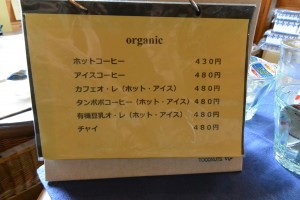 organic
ホットコーヒー 430円
アイスコーヒー 480円
カフェオ・レ(ホット・アイス) 480円
タンポポコーヒー(ホット・アイス) 480円
有機豆乳オ・レ(ホット・アイス) 480円
チャイ 480円